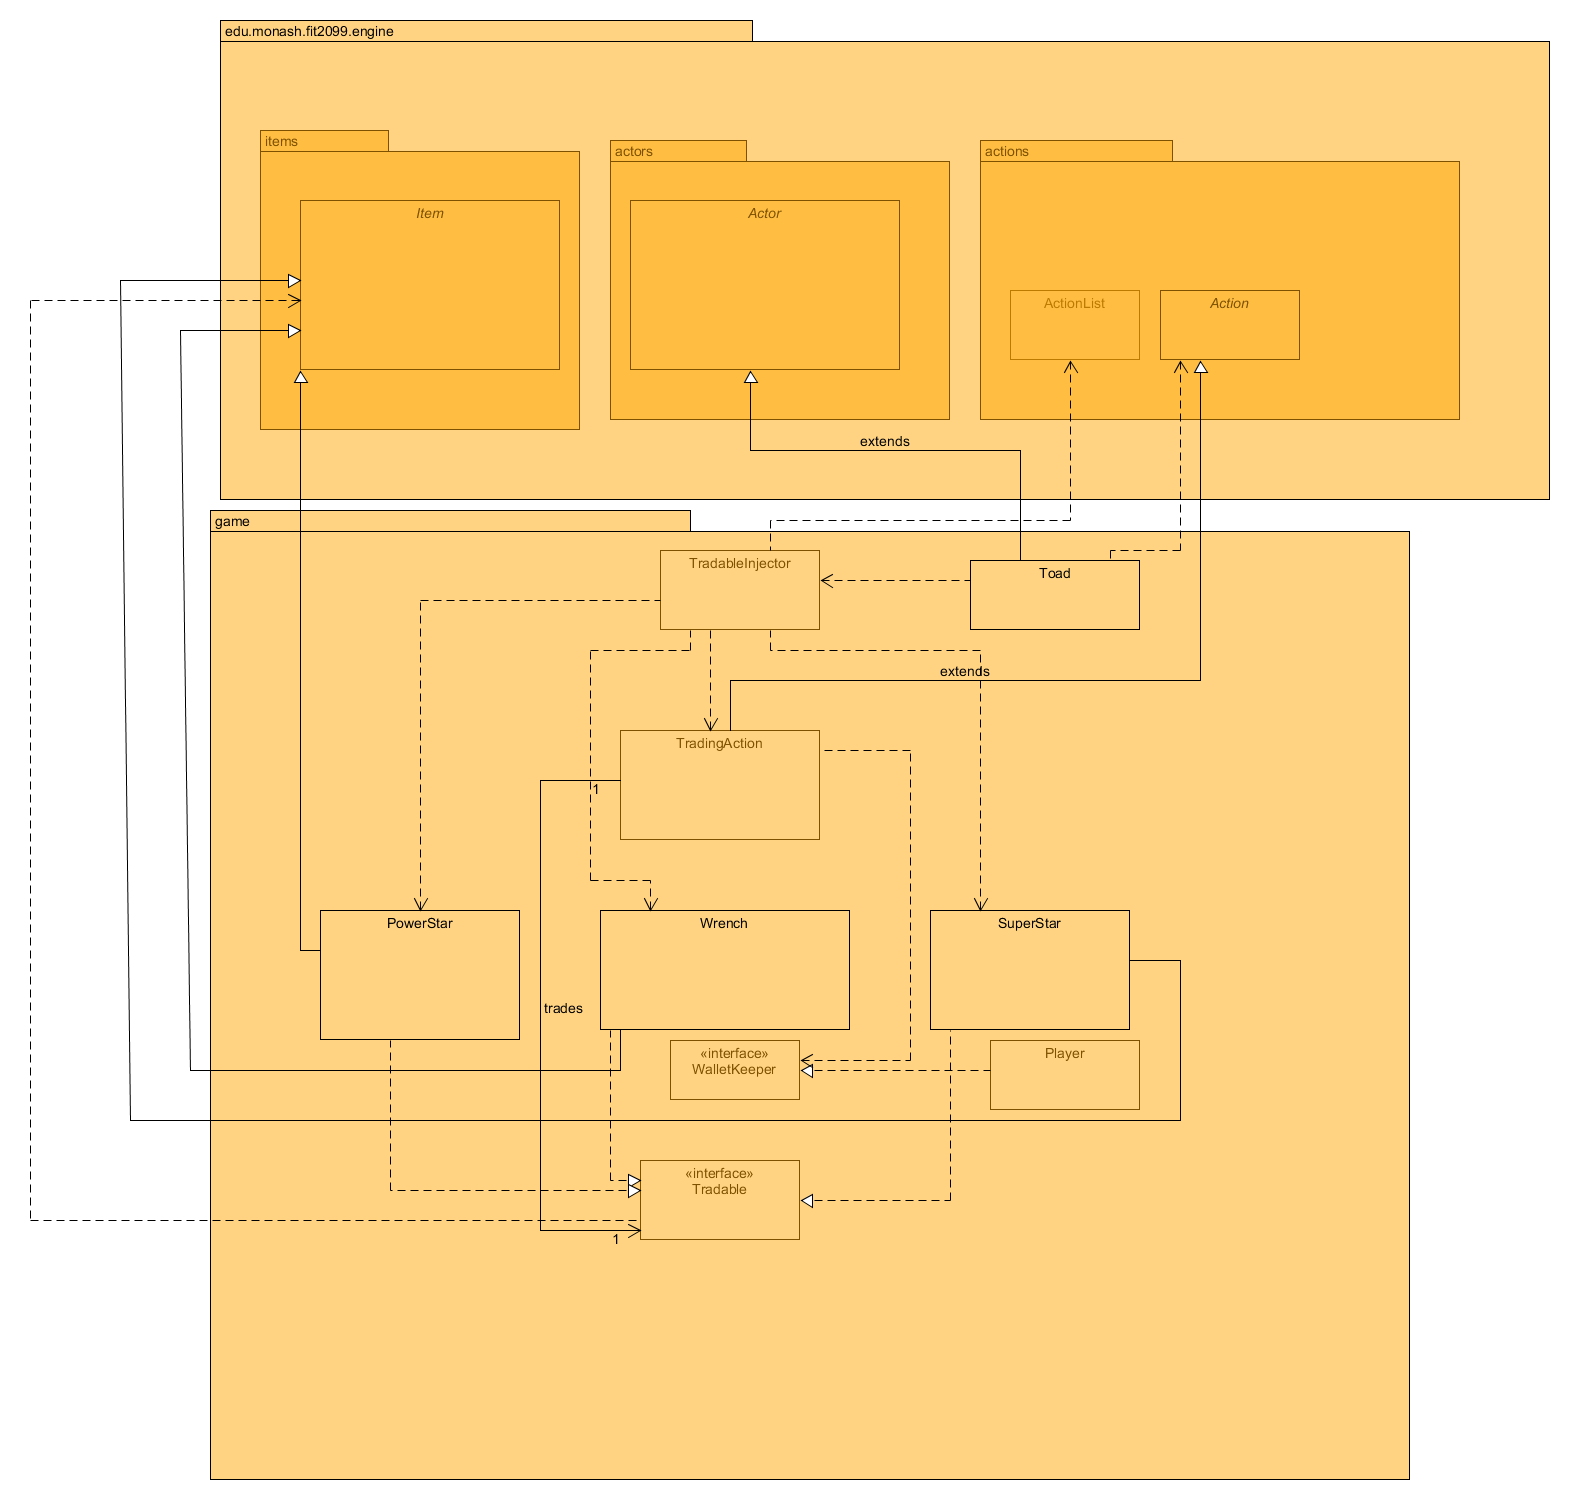 edu.monash.fit2099.engine
items
actors
actions
Item
Actor
ActionList
Action
extends
game
TradableInjector
Toad
extends
TradingAction
1
PowerStar
Wrench
SuperStar
trades
«interface»
WalletKeeper
Player
«interface»
Tradable
1